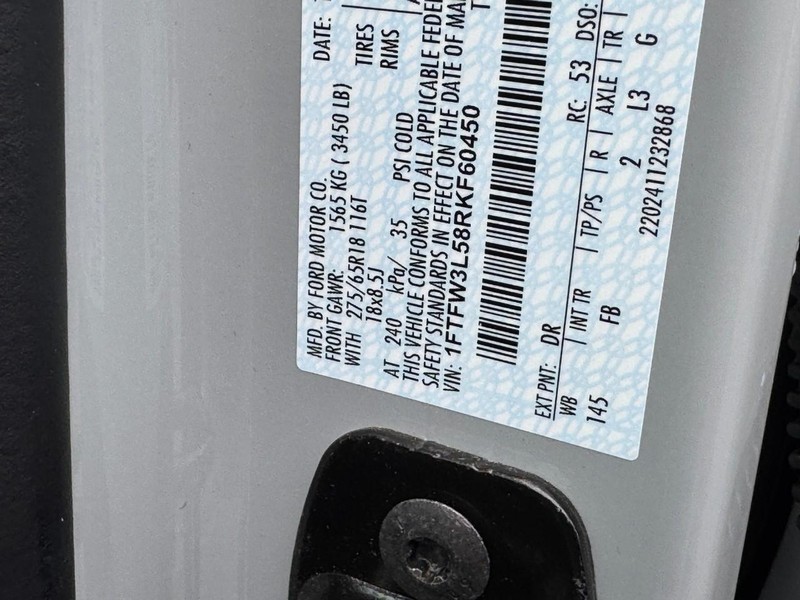 MFD. BY FORD MOTOR CO.
DATE:
FRONT GAWR: 1565 KG ( 3450 LB)
WITH TIRES
275/65R18 116T
18x8.5J RIMS
AT 240 kPa/ 35 PSI COLD
THIS VEHICLE CONFORMS TO ALL APPLICABLE
SAFETY STANDARDS IN EFFECT ON THE DATE OF
VIN: 1FTFW3L58RKF60450
EXT PNT: DR RC: 53 DSO:
WB INT TR TP/PS R AXLE TR
145 FB 2 L3 G
2202411232868